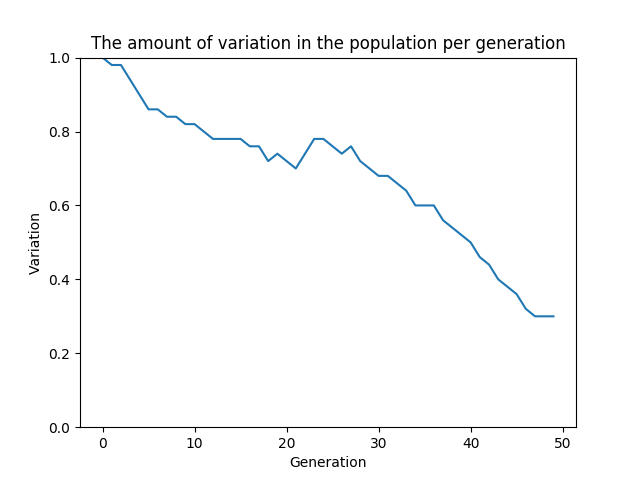 The amount of variation in the population per generation
1.0
0.8
0.6
0.4
0.2
0.0
Variation
0 10 20 30 40 50
Generation